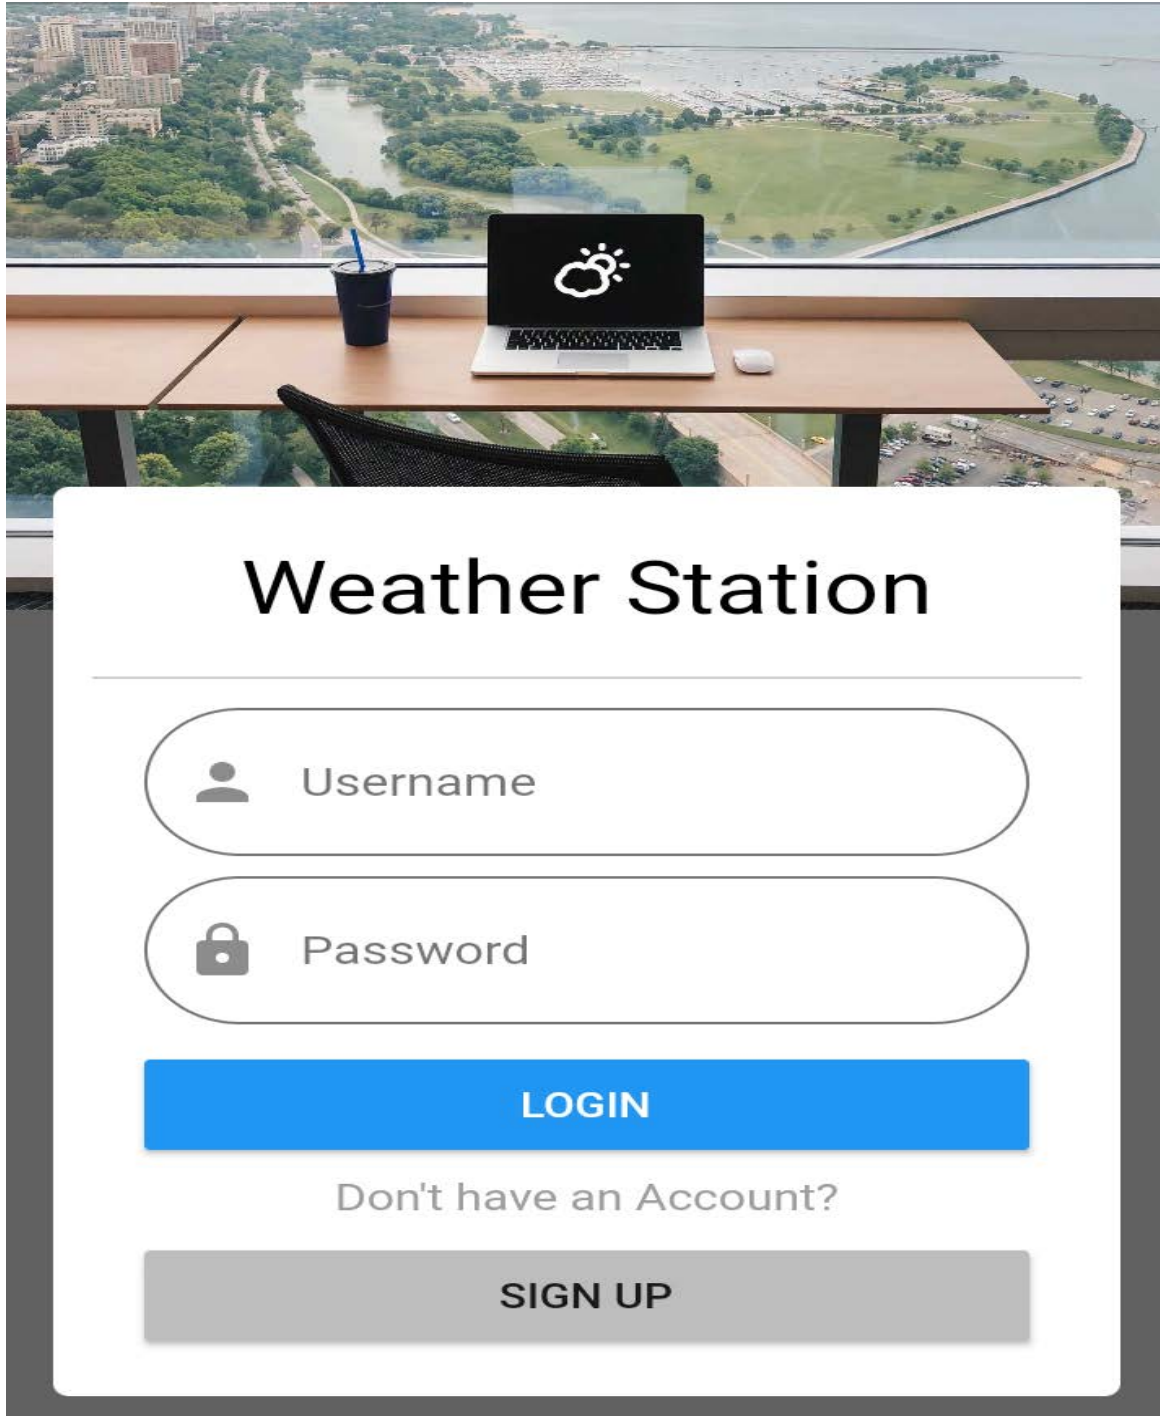 Weather Station
Username
Password
LOGIN
Don't have an Account?
SIGN UP